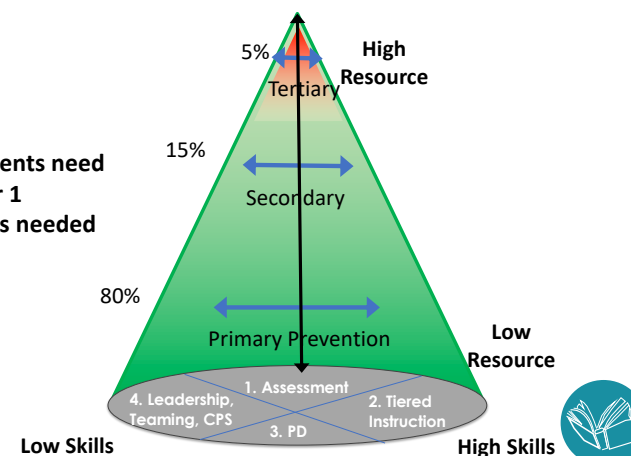 5%
High
Resource
Tertiary
15%
ents need
1
s needed
Secondary
80%
Primary Prevention
Low
Resource
1. Assessment
4. Leadership,
Teaming, CPS
2. Tiered
Instruction
3. PD
Low Skills
High Skills